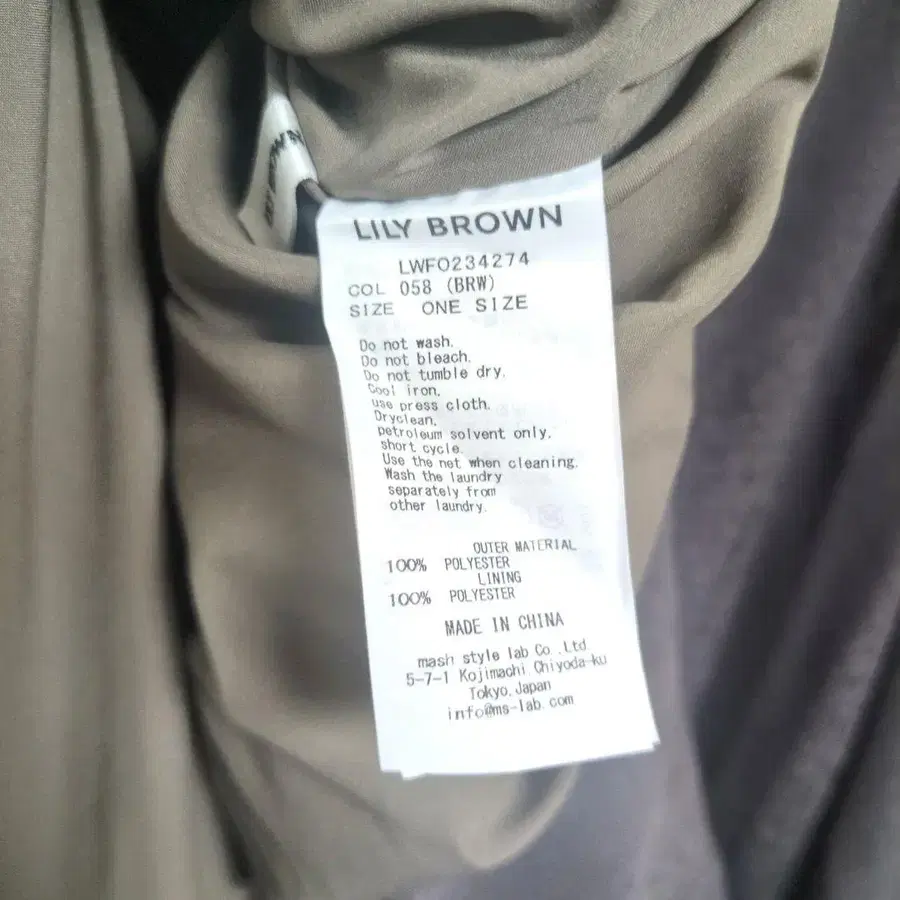 LILY BROWN
LWFO234274
COL 058 (BRW)
SIZE ONE SIZE
Do not wash.
Do not bleach.
Do not tumble dry.
Cool iron.
use press cloth.
Dryclean,
petroleum solvent only.
short cycle.
Use the net when cleaning.
Wash the laundry
separately from
other laundry.
OUTER MATERIAL
100% POLYESTER
LINING
100% POLYESTER
MADE IN CHINA
mash style lab Co.,Ltd
5-7-1 Kojimachi Chiyoda-ku
Tokyo,Japan
info@ms-lab.com